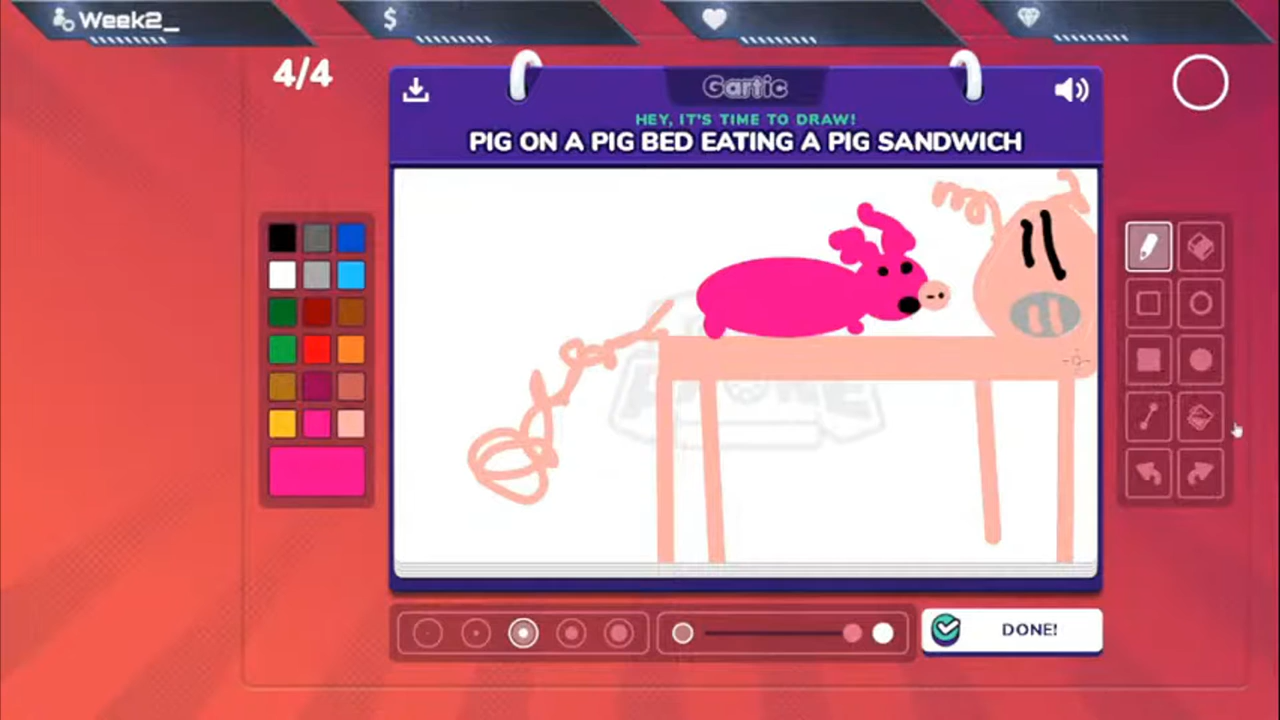 Week2_
$
4/4
Gartic
HEY, IT'S TIME TO DRAW!
PIG ON A PIG BED EATING A PIG SANDWICH
DONE!